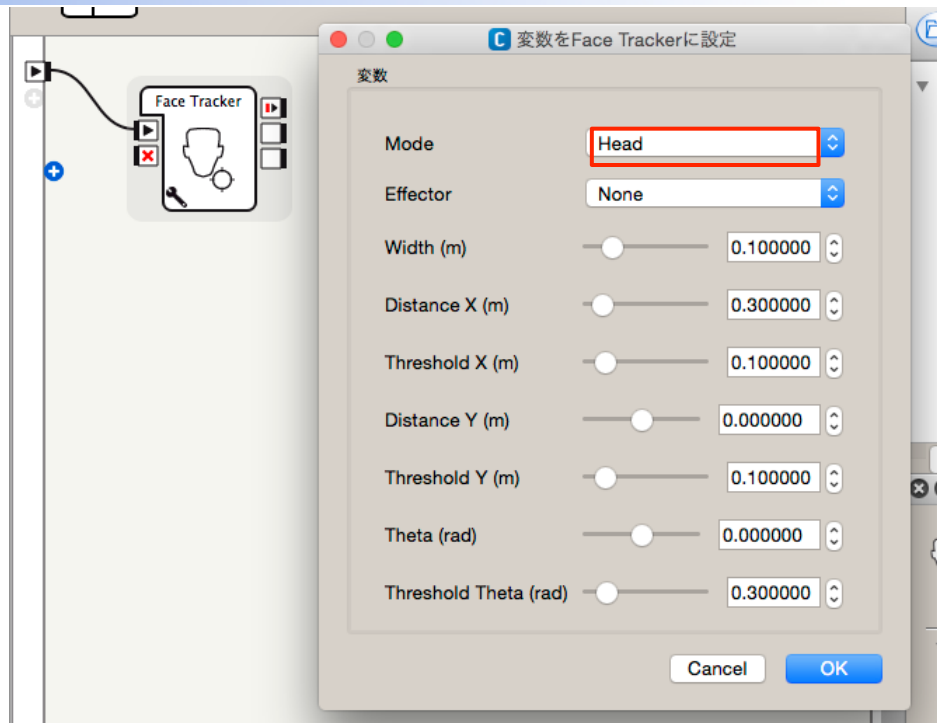 変数をFace Trackerに設定
変数
Face Tracker
Mode Head
Effector None
Width (m) 0.100000
Distance X (m) 0.300000
Threshold X (m) 0.100000
Distance Y (m) 0.000000
Threshold Y (m) 0.100000
Theta (rad) 0.000000
Threshold Theta (rad) 0.300000
Cancel OK